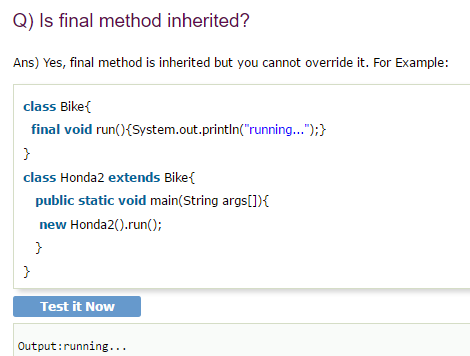 Q) Is final method inherited?
Ans) Yes, final method is inherited but you cannot override it. For Example:
class Bike{
final void run(){System.out.println("running...");}
}
class Honda2 extends Bike{
public static void main(String args[]){
new Honda2().run();
}
}
Test it Now
Output:running...